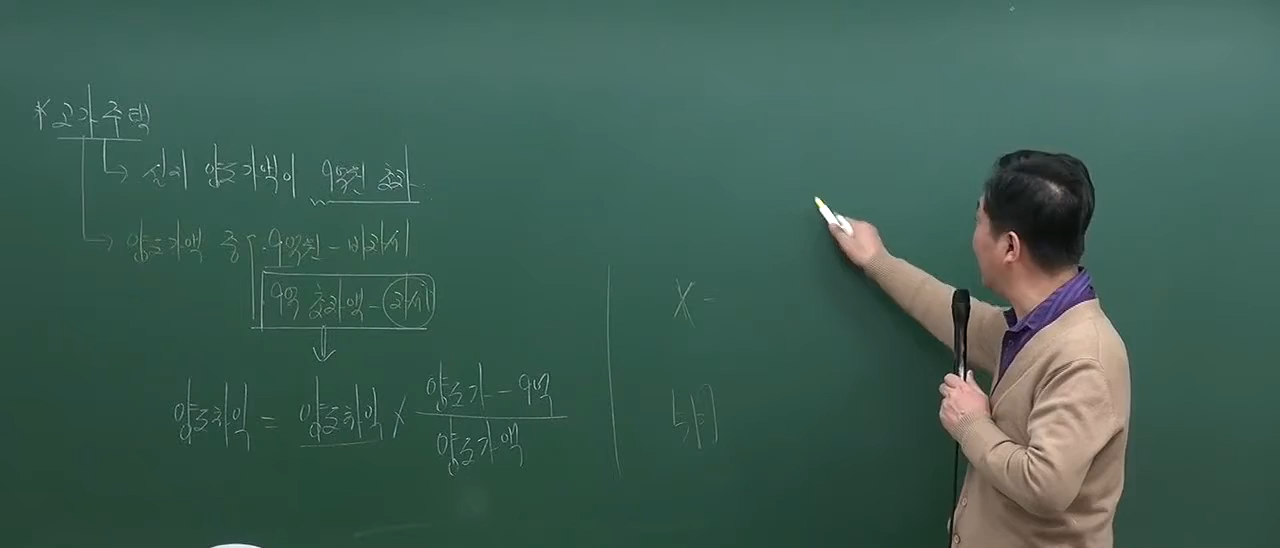 * 고가주택
→ 실지 양도가액이 9억원 초과
→ 양도가액 중 9억원 - 비과세
9억 초과액 - 과세
양도차익 = 양도차익 × 양도가 - 9억
양도가액
X -